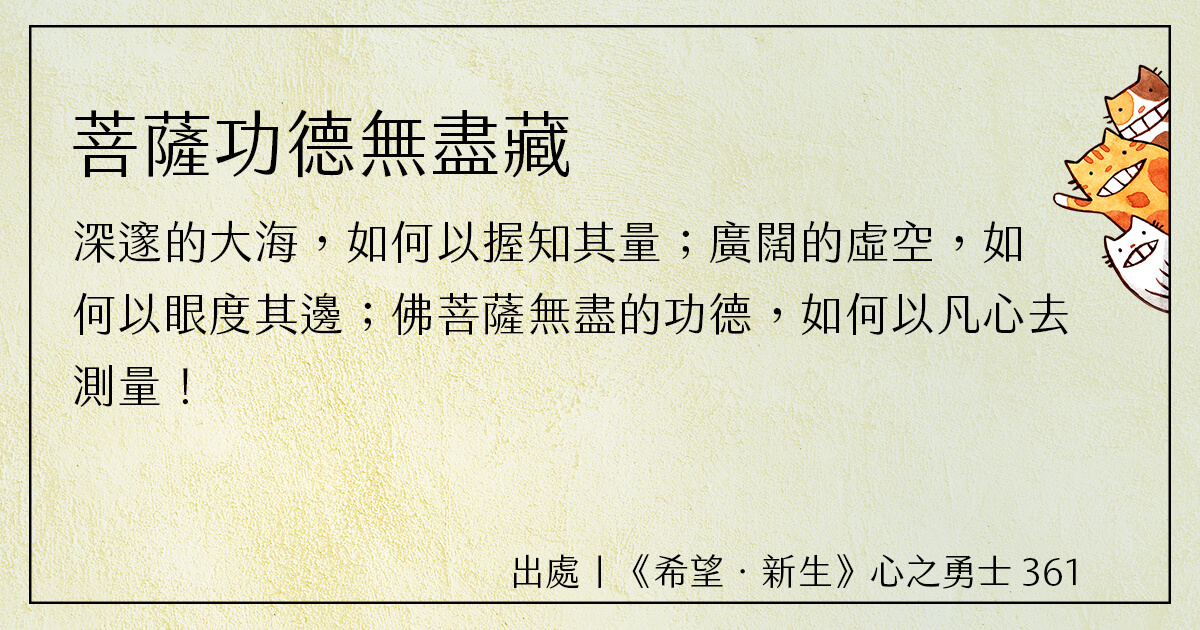 菩薩功德無盡藏
深邃的大海，如何以握知其量；廣闊的虛空，如
何以眼度其邊；佛菩薩無盡的功德，如何以凡心去
測量！
出處丨《希望．新生》心之勇士 361